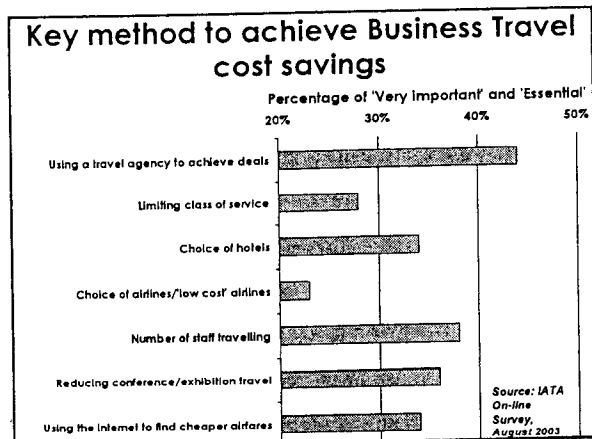 Key method to achieve Business Travel
cost savings
Percentage of 'Very important' and 'Essential'
20% 30% 40% 50%
Using a travel agency to achieve deals
Limiting class of service
Choice of hotels
Choice of airlines/'low cost' airlines
Number of staff travelling
Reducing conference/exhibition travel
Using the internet to find cheaper airfares
Source: IATA
On-line
Survey,
August 2003